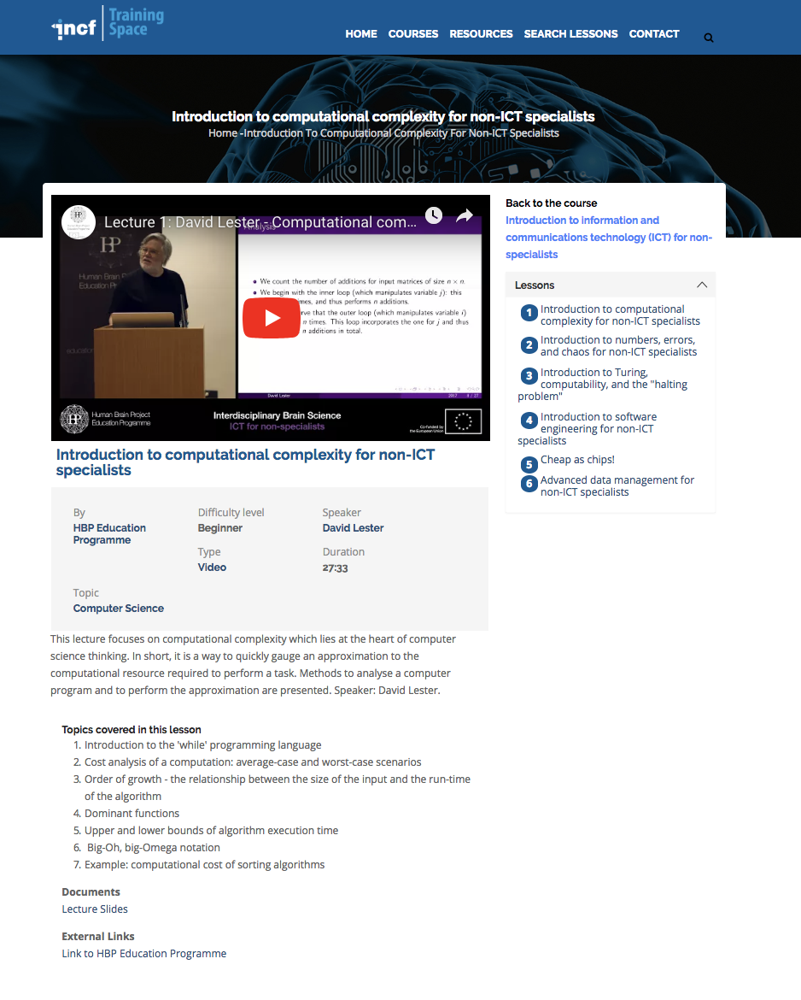 incf Training Space
HOME COURSES RESOURCES SEARCH LESSONS CONTACT
Introduction to computational complexity for non-ICT specialists
Home -Introduction To Computational Complexity For Non-ICT Specialists
Lecture 1: David Lester - Computational com...
Analysis
HP
Human Brain Project
Education Programme
We count the number of additions for input matrices of size n × n.
We begin with the inner loop (which manipulates variable j): this
mes, and thus performs n additions.
rve that the outer loop (which manipulates variable i)
n times. This loop incorporates the one for j and thus
n additions in total.
David Lester 2017
HP
Human Brain Project
Education Programme
Interdisciplinary Brain Science
ICT for non-specialists
Co-funded by
the European Union
Introduction to computational complexity for non-ICT
specialists
By
HBP Education
Programme
Difficulty level
Beginner
Speaker
David Lester
Type
Video
Duration
27:33
Topic
Computer Science
This lecture focuses on computational complexity which lies at the heart of computer
science thinking. In short, it is a way to quickly gauge an approximation to the
computational resource required to perform a task. Methods to analyse a computer
program and to perform the approximation are presented. Speaker: David Lester.
Topics covered in this lesson
1. Introduction to the 'while' programming language
2. Cost analysis of a computation: average-case and worst-case scenarios
3. Order of growth - the relationship between the size of the input and the run-time
of the algorithm
4. Dominant functions
5. Upper and lower bounds of algorithm execution time
6. Big-Oh, big-Omega notation
7. Example: computational cost of sorting algorithms
Documents
Lecture Slides
External Links
Link to HBP Education Programme
Back to the course
Introduction to information and
communications technology (ICT) for non-
specialists
Lessons
1 Introduction to computational
complexity for non-ICT specialists
2 Introduction to numbers, errors,
and chaos for non-ICT specialists
3 Introduction to Turing,
computability, and the "halting
problem"
4 Introduction to software
engineering for non-ICT
specialists
5 Cheap as chips!
6 Advanced data management for
non-ICT specialists